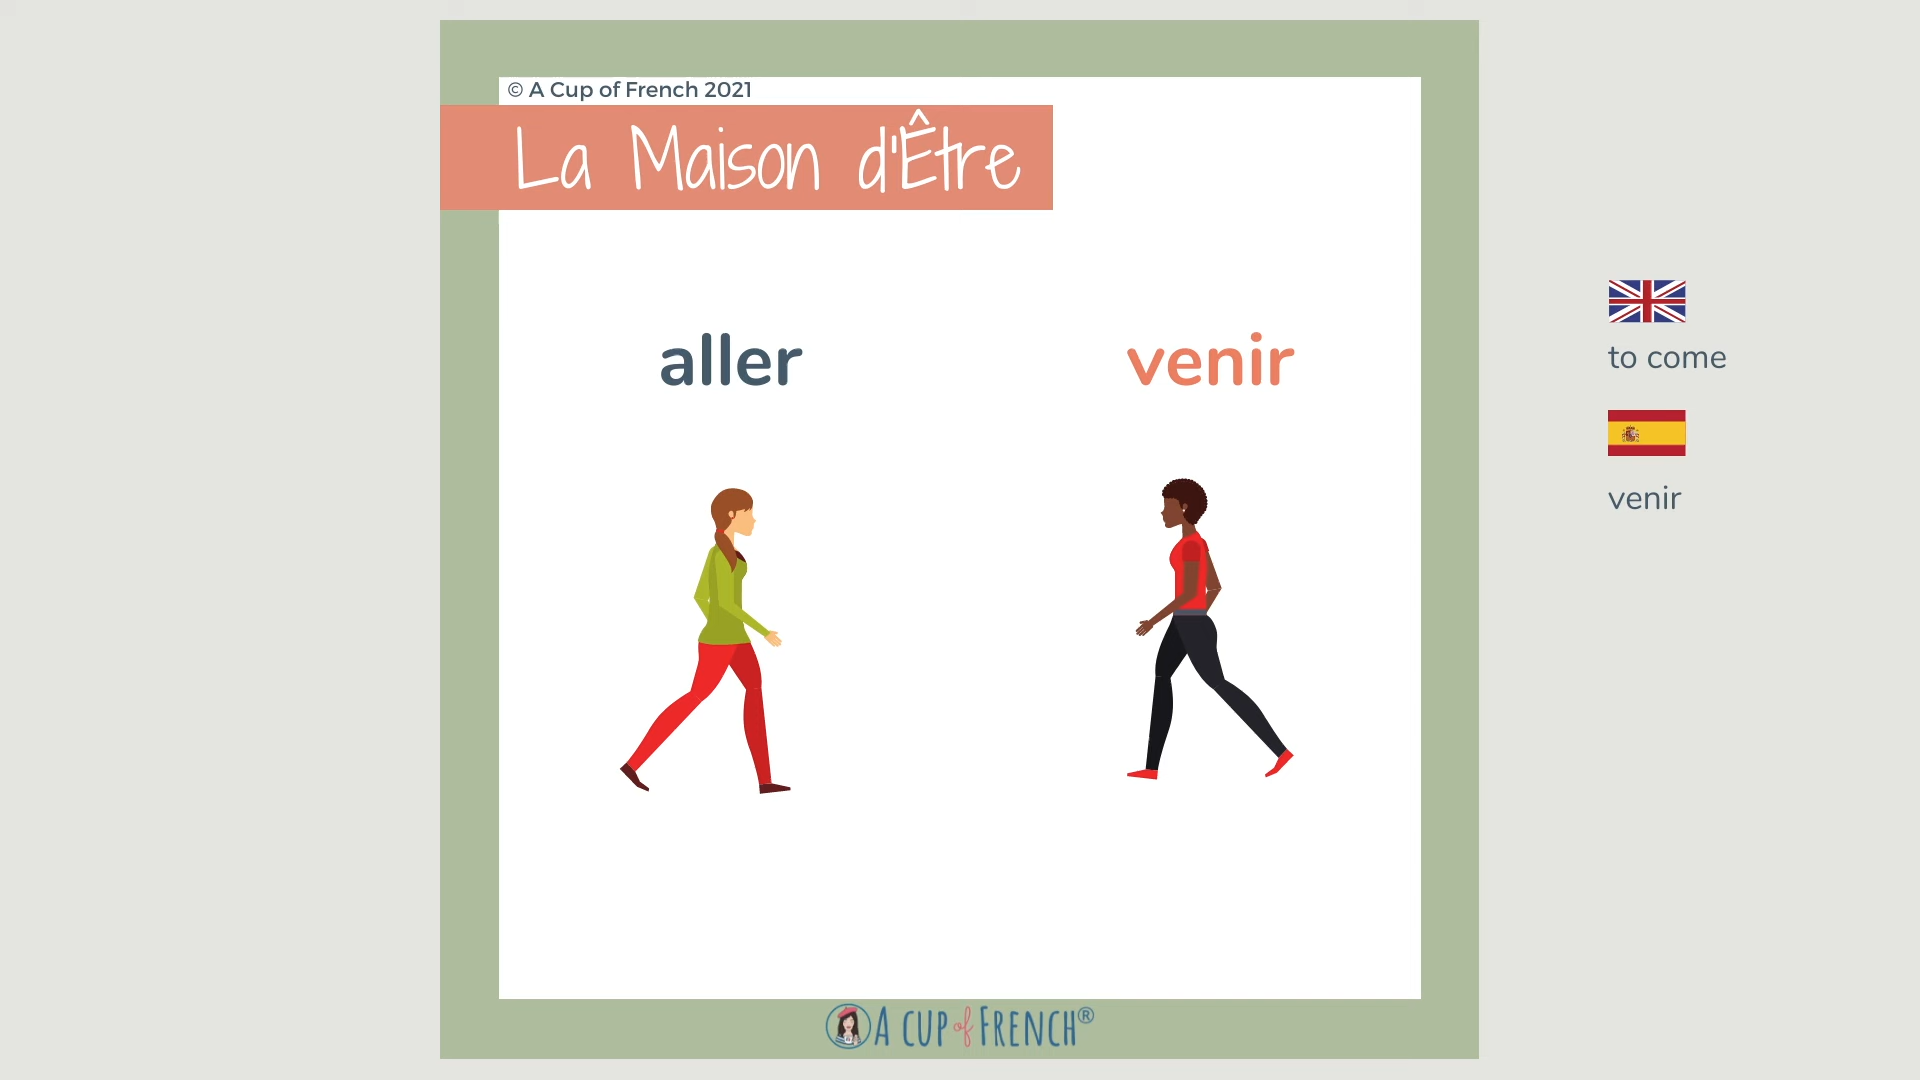 © A Cup of French 2021
La Maison d'Être
aller
venir
to come
venir
A CUP of FRENCH®